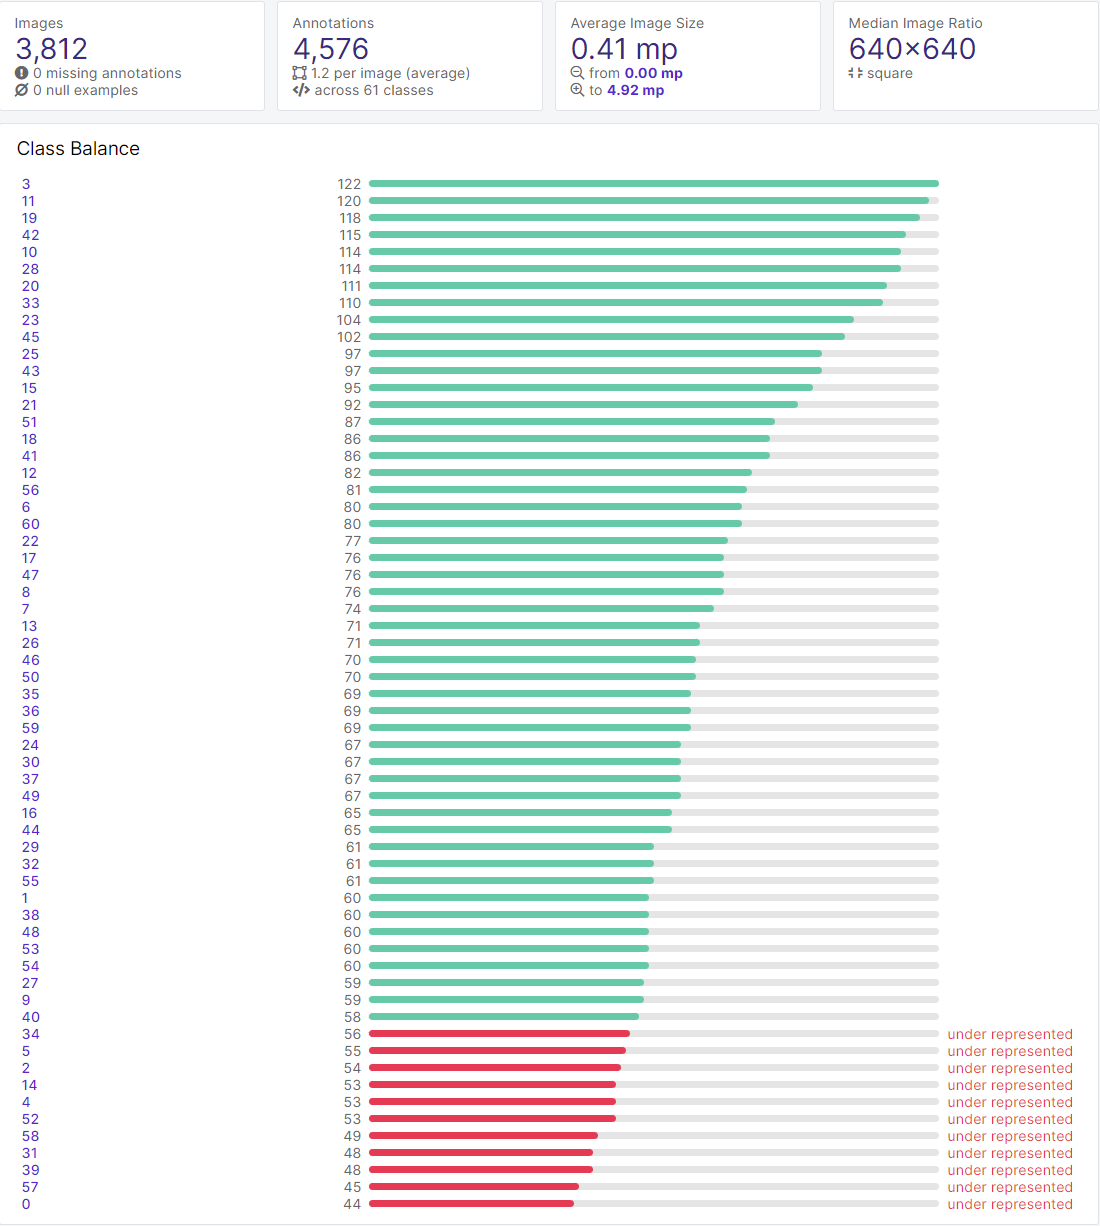 Images
3,812
0 missing annotations
0 null examples
Annotations
4,576
1.2 per image (average)
across 61 classes
Average Image Size
0.41 mp
from 0.00 mp
to 4.92 mp
Median Image Ratio
640×640
square
Class Balance
3 122
11 120
19 118
42 115
10 114
28 114
20 111
33 110
23 104
45 102
25 97
43 97
15 95
21 92
51 87
18 86
41 86
12 82
56 81
6 80
60 80
22 77
17 76
47 76
8 76
7 74
13 71
26 71
46 70
50 70
35 69
36 69
59 69
24 67
30 67
37 67
49 67
16 65
44 65
29 61
32 61
55 61
1 60
38 60
48 60
53 60
54 60
27 59
9 59
40 58
34 56 under represented
5 55 under represented
2 54 under represented
14 53 under represented
4 53 under represented
52 53 under represented
58 49 under represented
31 48 under represented
39 48 under represented
57 45 under represented
0 44 under represented